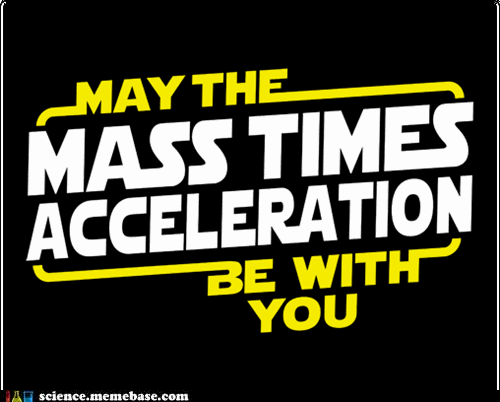 MAY THE
MASS TIMES
ACCELERATION
BE WITH
YOU
science.memebase.com